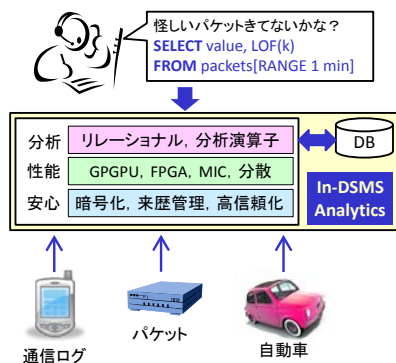 怪しいパケットきてないかな？
SELECT value, LOF(k)
FROM packets[RANGE 1 min]
分析
リレーショナル，分析演算子
DB
性能
GPGPU, FPGA, MIC, 分散
安心
暗号化，来歴管理，高信頼化
In-DSMS
Analytics
通信ログ
パケット
自動車